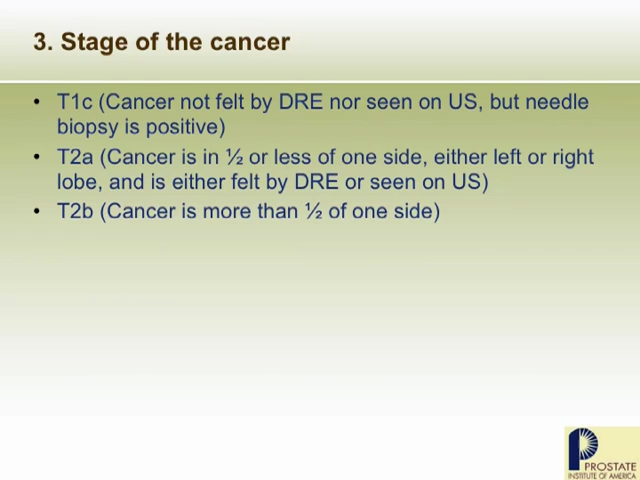 3. Stage of the cancer
• T1c (Cancer not felt by DRE nor seen on US, but needle
biopsy is positive)
• T2a (Cancer is in ½ or less of one side, either left or right
lobe, and is either felt by DRE or seen on US)
• T2b (Cancer is more than ½ of one side)
PROSTATE
INSTITUTE OF AMERICA